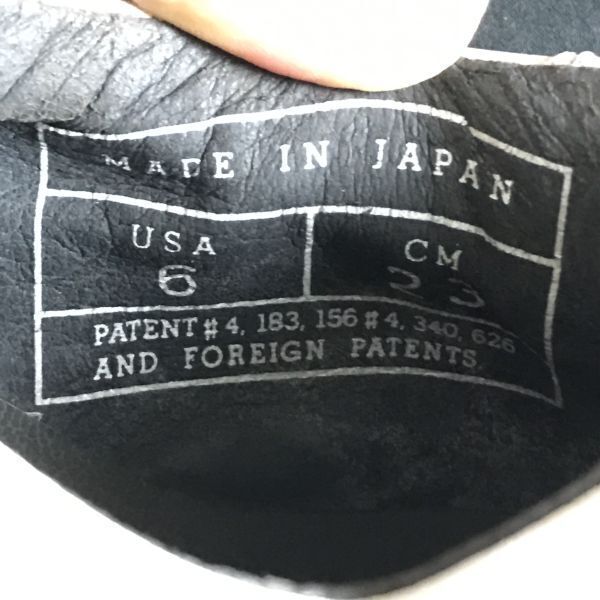 MADE IN JAPAN
USA CM
6 23
PATENT # 4, 183, 156 # 4, 340, 626
AND FOREIGN PATENTS.